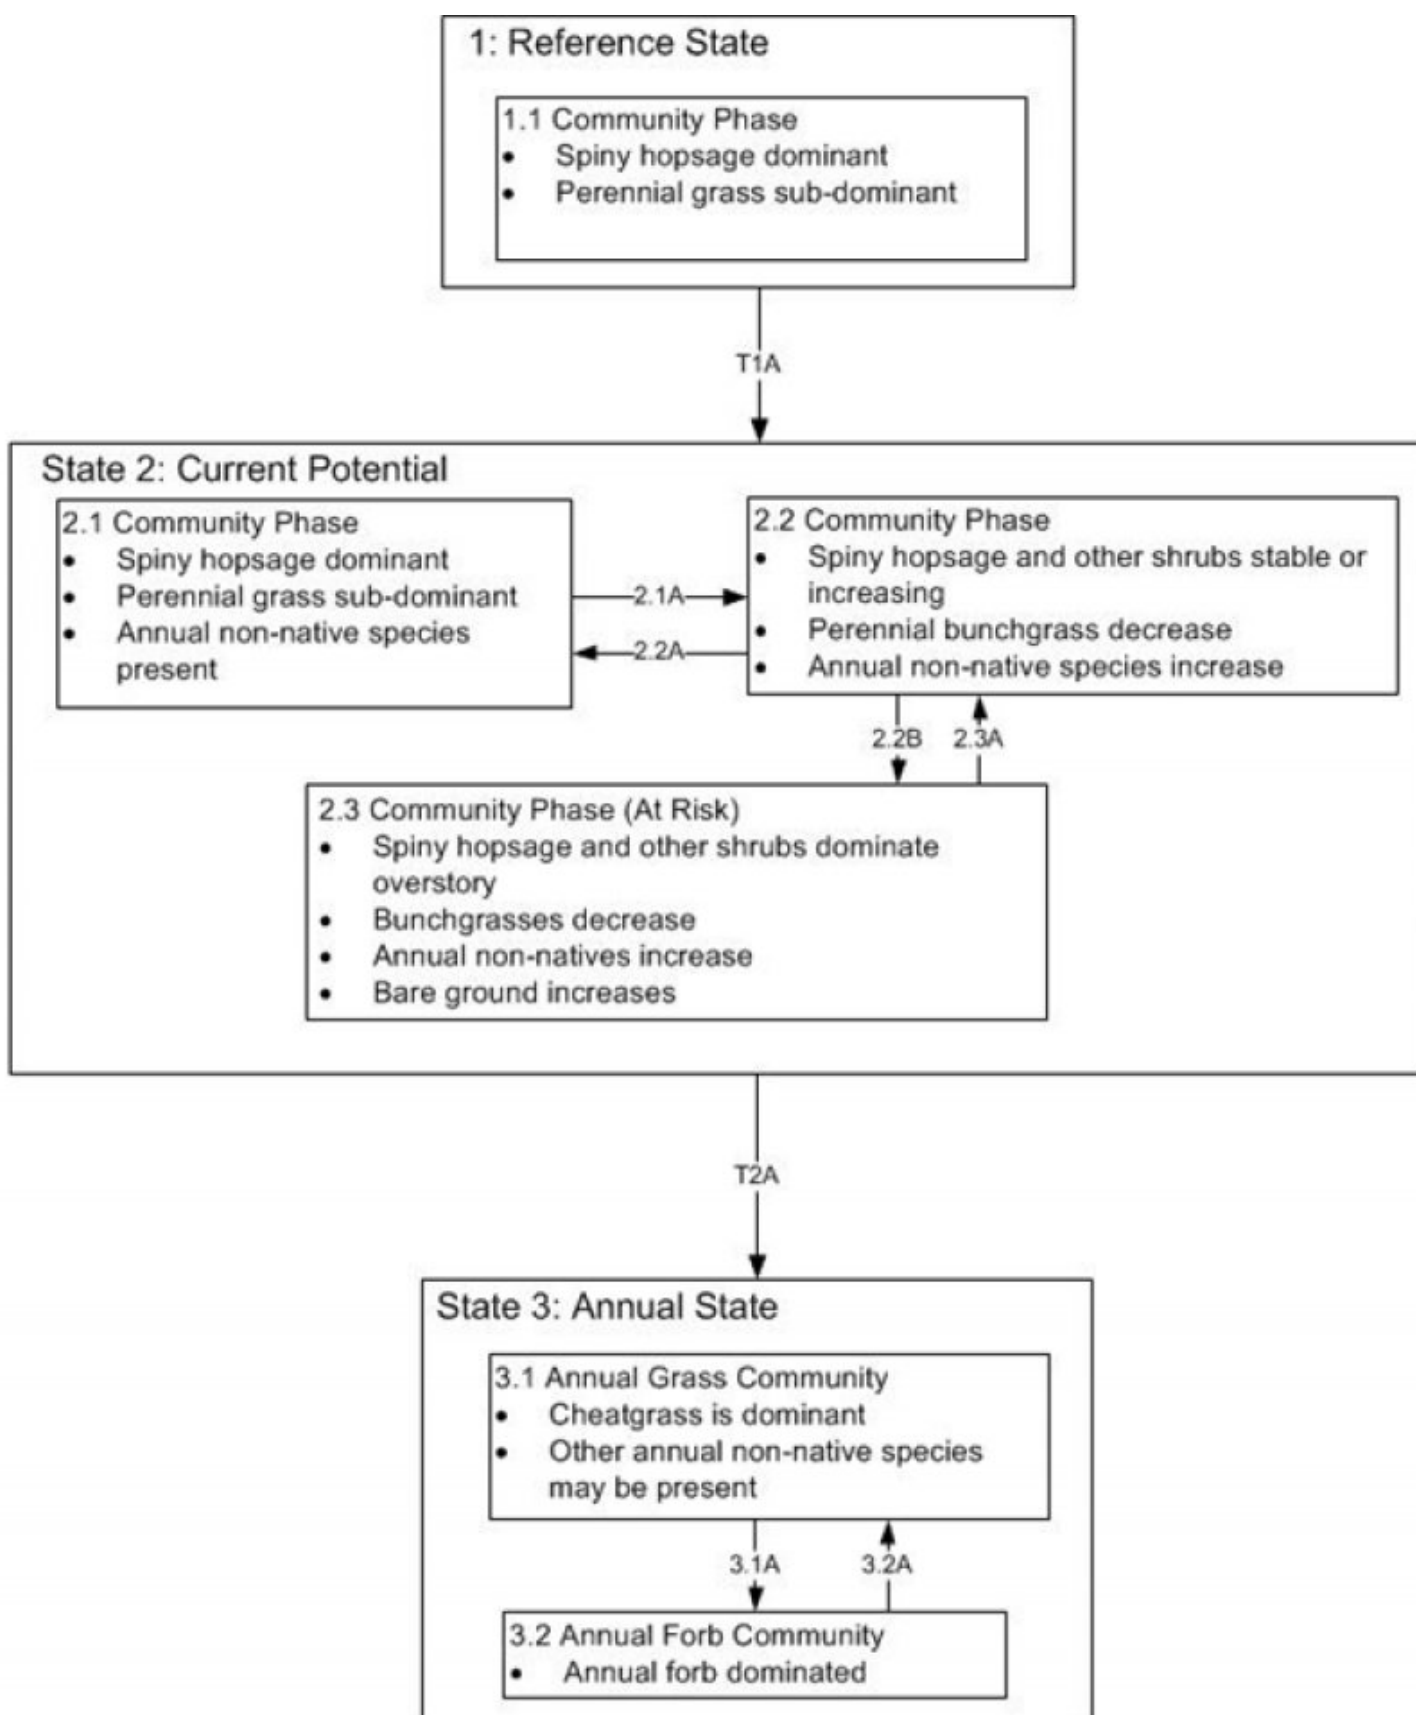 1: Reference State
1.1 Community Phase
• Spiny hopsage dominant
• Perennial grass sub-dominant
T1A
State 2: Current Potential
2.1 Community Phase
• Spiny hopsage dominant
• Perennial grass sub-dominant
• Annual non-native species
present
2.1A
2.2A
2.2 Community Phase
• Spiny hopsage and other shrubs stable or
increasing
• Perennial bunchgrass decrease
• Annual non-native species increase
2.2B
2.3A
2.3 Community Phase (At Risk)
• Spiny hopsage and other shrubs dominate
overstory
• Bunchgrasses decrease
• Annual non-natives increase
• Bare ground increases
T2A
State 3: Annual State
3.1 Annual Grass Community
• Cheatgrass is dominant
• Other annual non-native species
may be present
3.1A
3.2A
3.2 Annual Forb Community
• Annual forb dominated